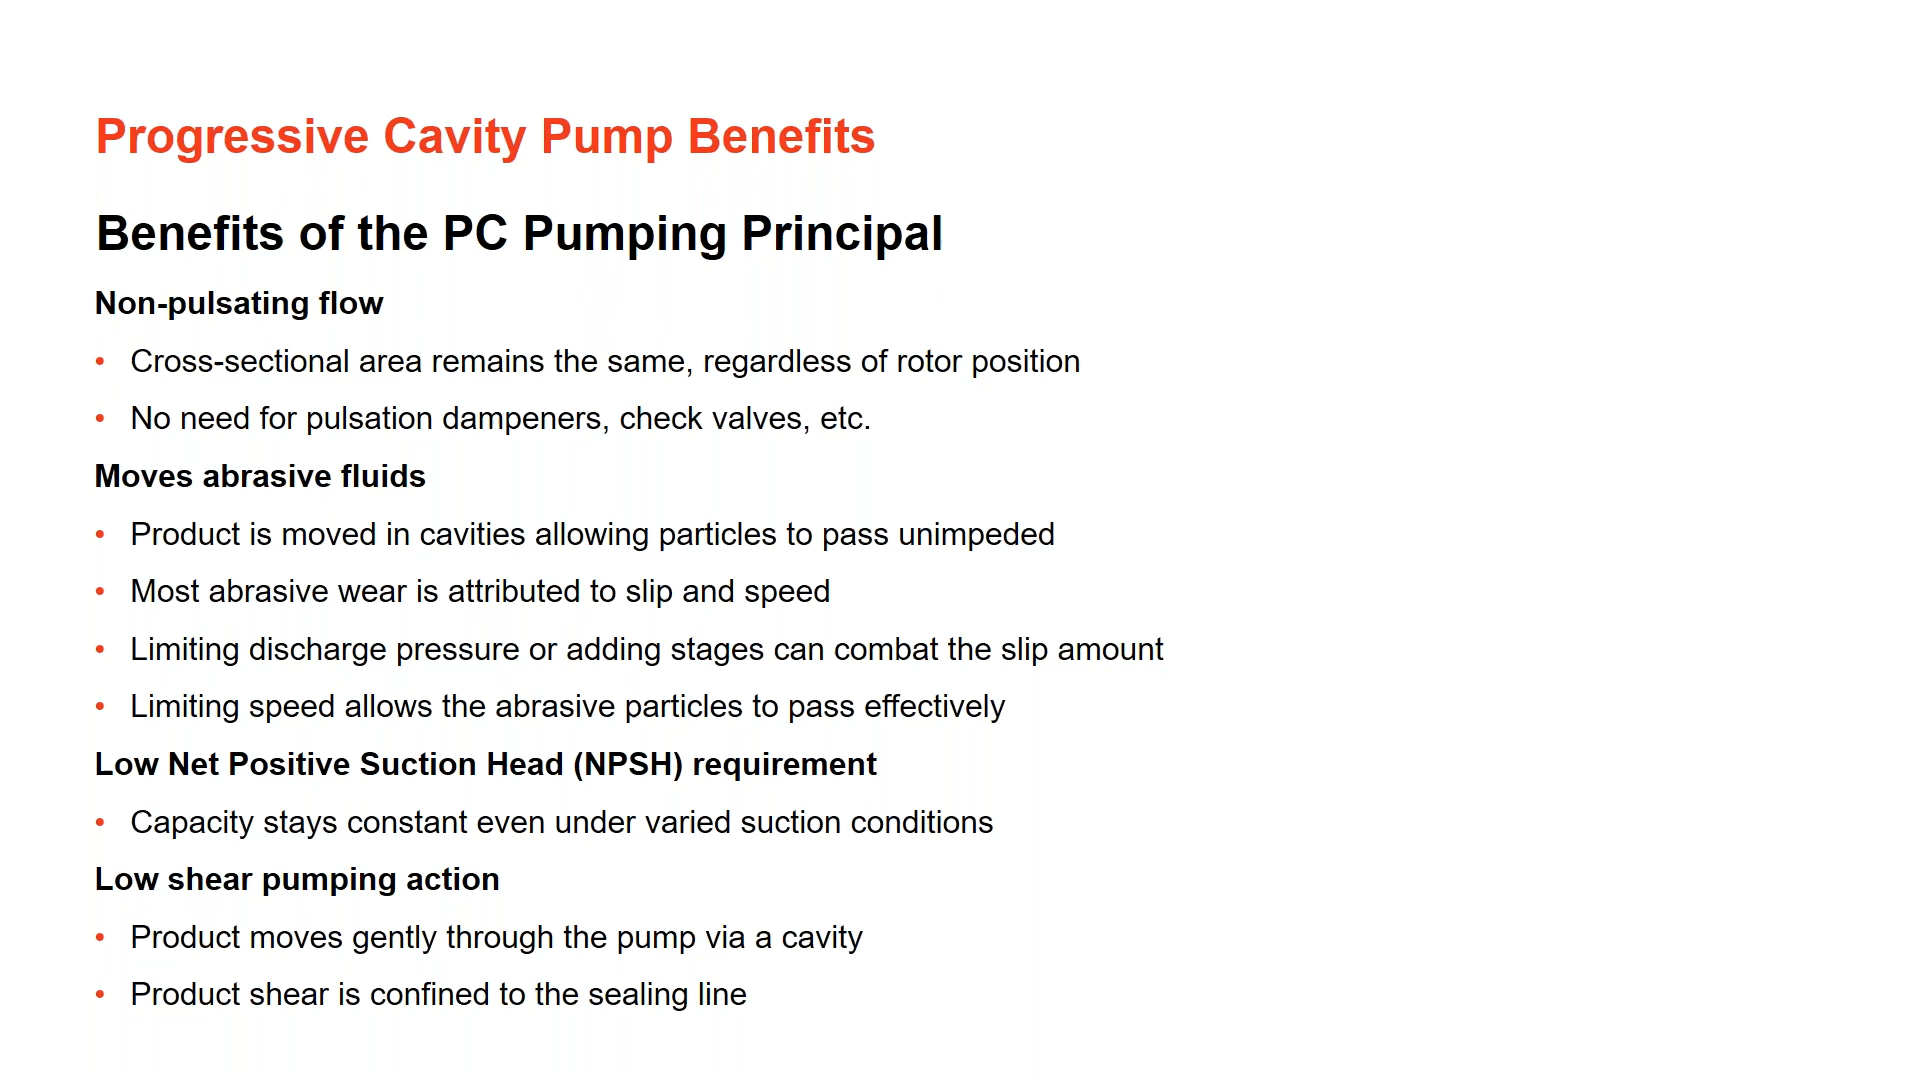 Progressive Cavity Pump Benefits
Benefits of the PC Pumping Principal
Non-pulsating flow
• Cross-sectional area remains the same, regardless of rotor position
• No need for pulsation dampeners, check valves, etc.
Moves abrasive fluids
• Product is moved in cavities allowing particles to pass unimpeded
• Most abrasive wear is attributed to slip and speed
• Limiting discharge pressure or adding stages can combat the slip amount
• Limiting speed allows the abrasive particles to pass effectively
Low Net Positive Suction Head (NPSH) requirement
• Capacity stays constant even under varied suction conditions
Low shear pumping action
• Product moves gently through the pump via a cavity
• Product shear is confined to the sealing line